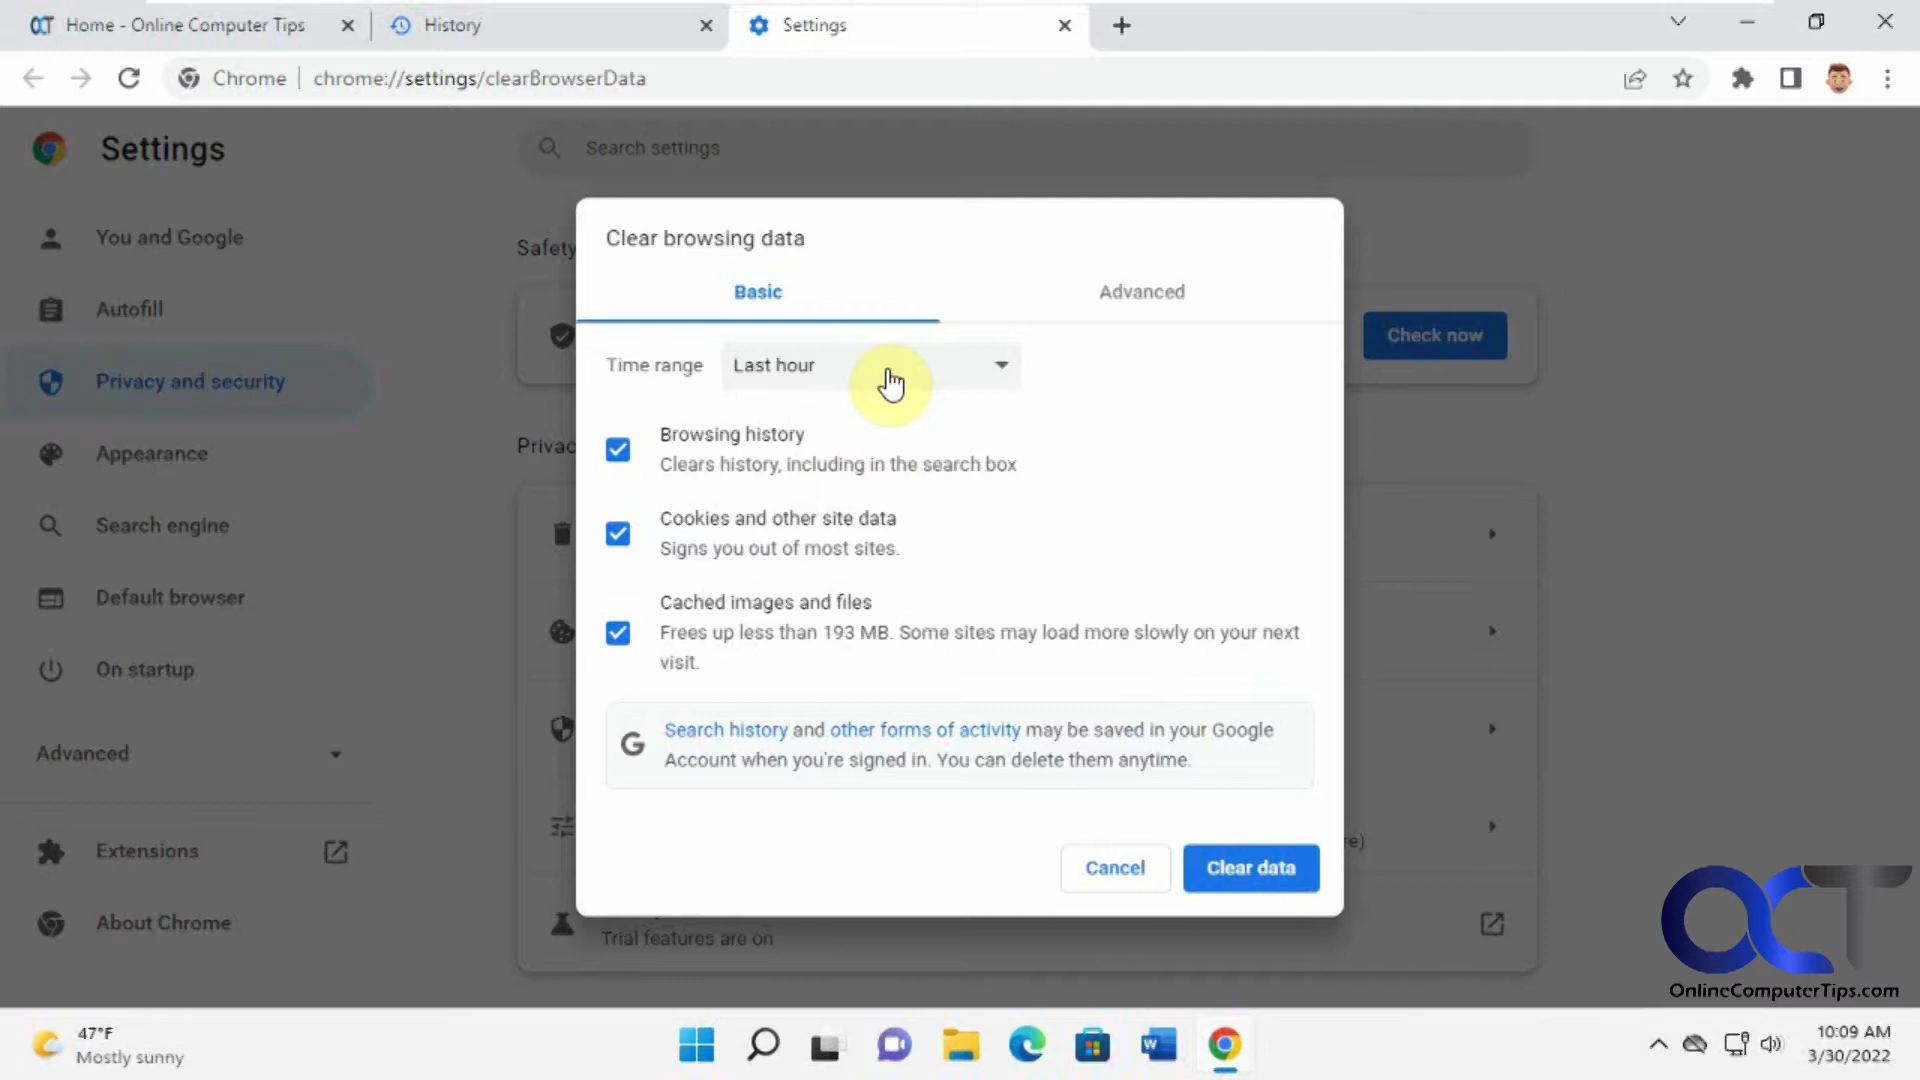 Home - Online Computer Tips
History
Settings
Chrome
chrome://settings/clearBrowserData
Settings
Search settings
You and Google
Autofill
Privacy and security
Appearance
Search engine
Default browser
On startup
Advanced
Extensions
About Chrome
Safety
Check now
Privac
Clear browsing data
Basic
Advanced
Time range
Last hour
Browsing history
Clears history, including in the search box
Cookies and other site data
Signs you out of most sites.
Cached images and files
Frees up less than 193 MB. Some sites may load more slowly on your next
visit.
Search history and other forms of activity may be saved in your Google
Account when you're signed in. You can delete them anytime.
Cancel
Clear data
re)
Trial features are on
OCT
OnlineComputerTips.com
47°F
Mostly sunny
10:09 AM
3/30/2022